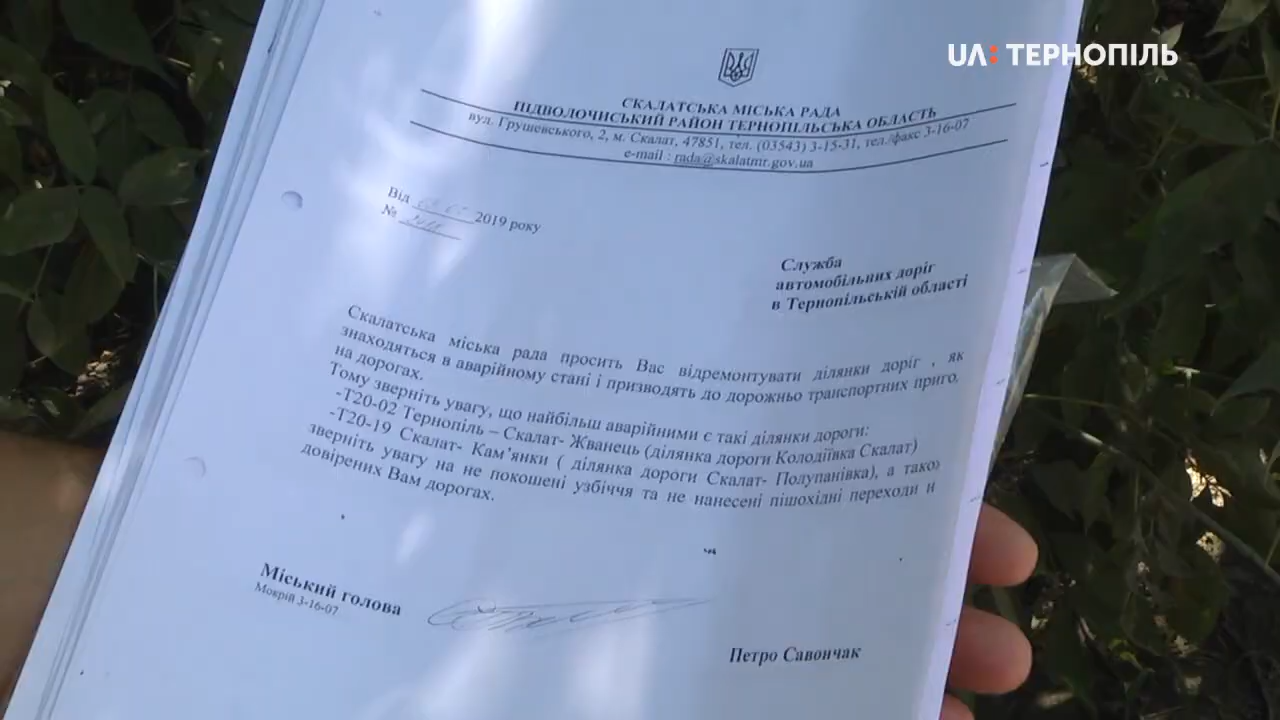 UA: ТЕРНОПІЛЬ
СКАЛАТСЬКА МІСЬКА РАДА
ПІДВОЛОЧИСЬКИЙ РАЙОН ТЕРНОПІЛЬСЬКА ОБЛАСТЬ
вул. Грушевського, 2, м. Скалат, 47851, тел. (03543) 3-15-31, тел./факс 3-16-07
e-mail : rada@skalatmr.gov.ua
Від 2019 року
№
Служба
автомобільних доріг
в Тернопільській області
Скалатська міська рада просить Вас відремонтувати ділянки доріг , як
знаходяться в аварійному стані і призводять до дорожньо транспортних приго,
на дорогах.
Тому зверніть увагу, що найбільш аварійними є такі ділянки дороги:
-Т20-02 Тернопіль – Скалат- Жванець (ділянка дороги Колодіївка Скалат)
-Т20-19 Скалат- Кам’янки ( ділянка дороги Скалат- Полупанівка), а тако
зверніть увагу на не покошені узбіччя та не нанесені пішохідні переходи н
довірених Вам дорогах.
Міський голова
Мокрій 3-16-07
Петро Савончак